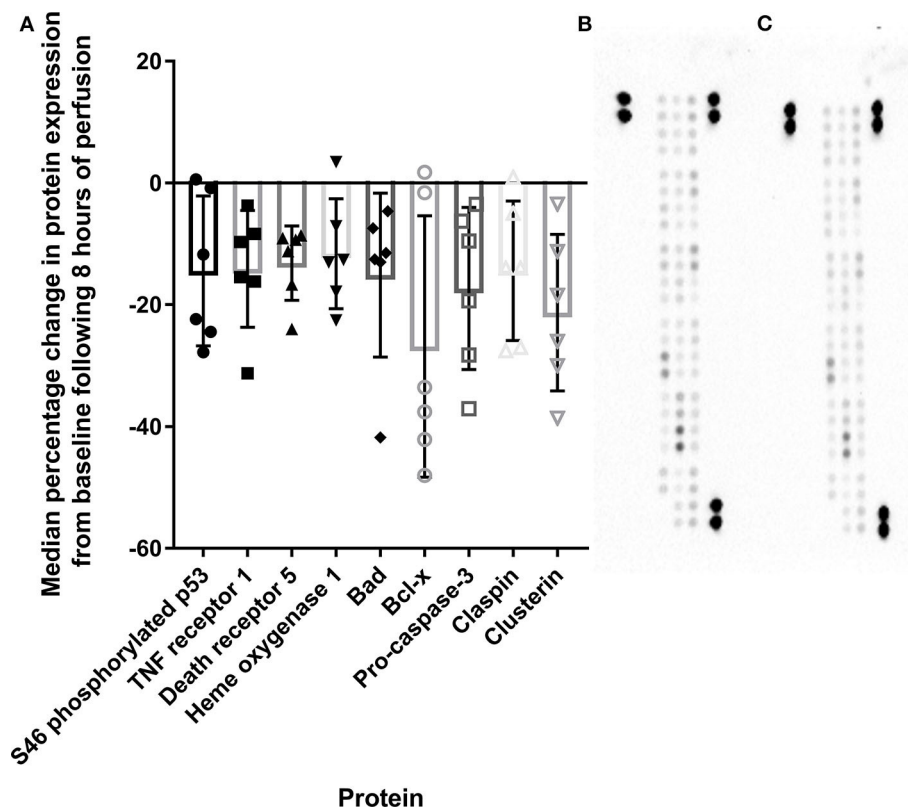 A
B
C
Median percentage change in protein expression
from baseline following 8 hours of perfusion
20
0
-20
-40
-60
S46 phosphorylated p53
TNF receptor 1
Death receptor 5
Heme oxygenase 1
Bad
Bcl-x
Pro-caspase-3
Claspin
Clusterin
Protein